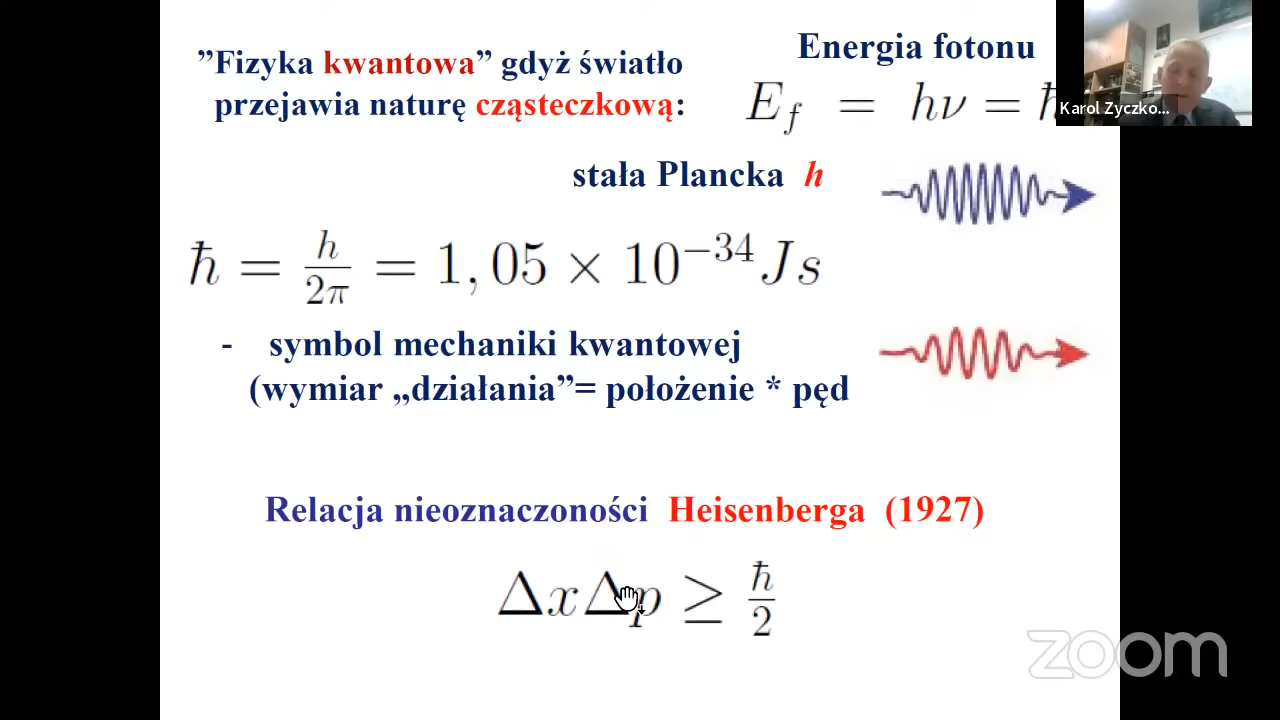 ”Fizyka kwantowa” gdyż światło
przejawia naturę cząsteczkową:
Energia fotonu
E_f = hν = ħ
Karol Zyczko...
stała Plancka h
ħ = h/2π = 1,05 × 10⁻³⁴ Js
- symbol mechaniki kwantowej
(wymiar „działania”= położenie * pęd
Relacja nieoznaczoności Heisenberga (1927)
ΔxΔp ≥ ħ/2
zoom